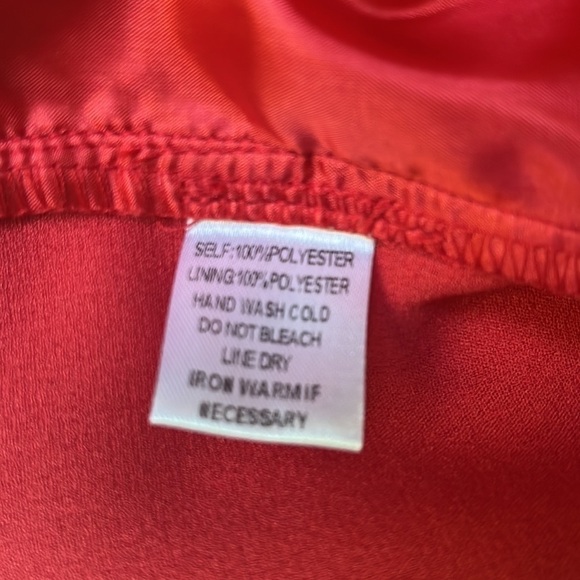 SELF:100%POLYESTER
LINING:100%POLYESTER
HAND WASH COLD
DO NOT BLEACH
LINE DRY
IRON WARM IF
NECESSARY